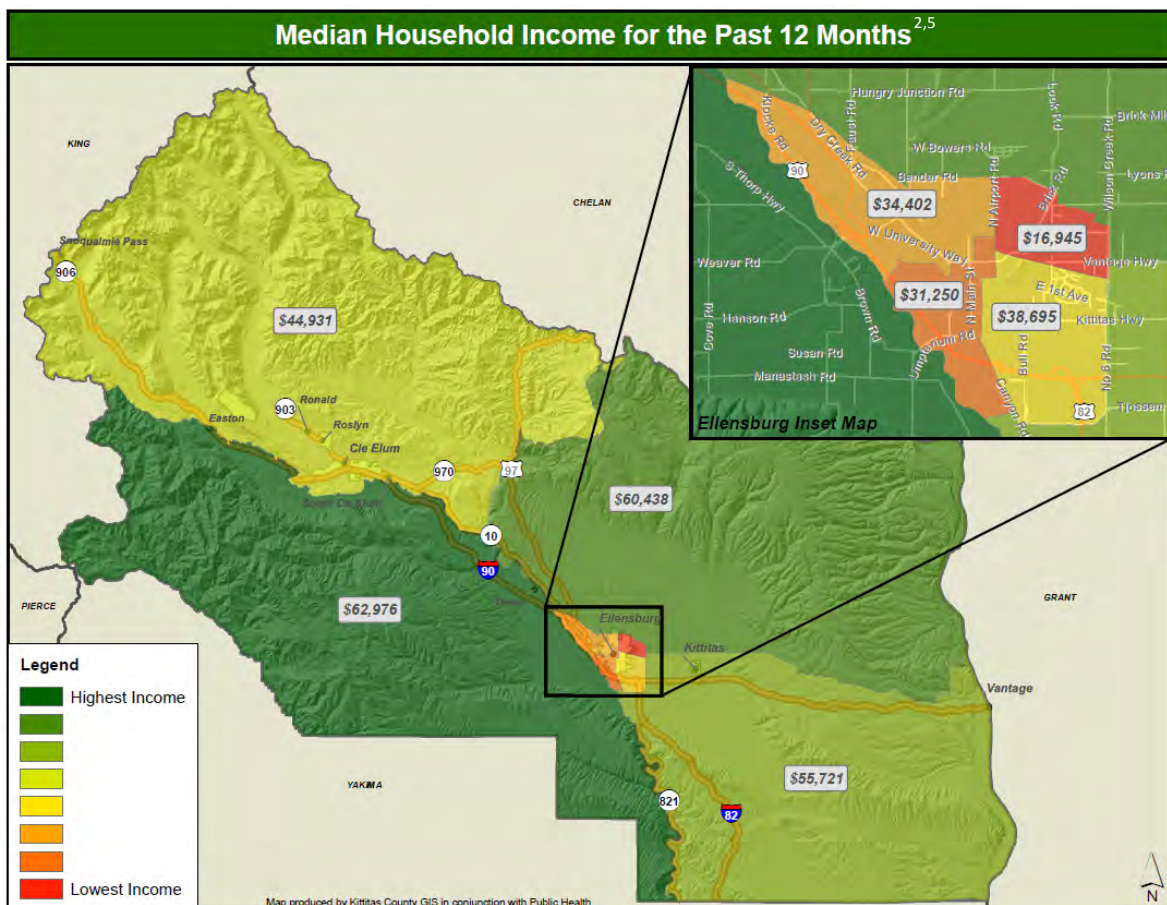 Median Household Income for the Past 12 Months 2,5
KING
CHELAN
Snoqualmie Pass
906
$44,931
Ronald
903
Roslyn
Easton
Cle Elum
970
97
South Cle Elum
10
90
$60,438
$62,976
PIERCE
GRANT
Ellensburg
Kittitas
Vantage
YAKIMA
$55,721
821
82
Hungry Junction Rd
Look Rd
Faust Rd
Brick Mill
Klocke Rd
Dry Creek Rd
W Bowers Rd
Wilson Creek Rd
90
S Thorp Hwy
Bender Rd
Lyons R
N Airport Rd
Brick Rd
$34,402
$16,945
W University Way
Weaver Rd
Vantage Hwy
$31,250
N Main St
E 1st Ave
$38,695
Kittitas Hwy
Cove Rd
Hanson Rd
Brown Rd
Umptanum Rd
Bull Rd
Susan Rd
Manastash Rd
No 6 Rd
Canyon Rd
82
Tjossem
Ellensburg Inset Map
Legend
Highest Income
Lowest Income
Map produced by Kittitas County GIS in conjunction with Public Health
N